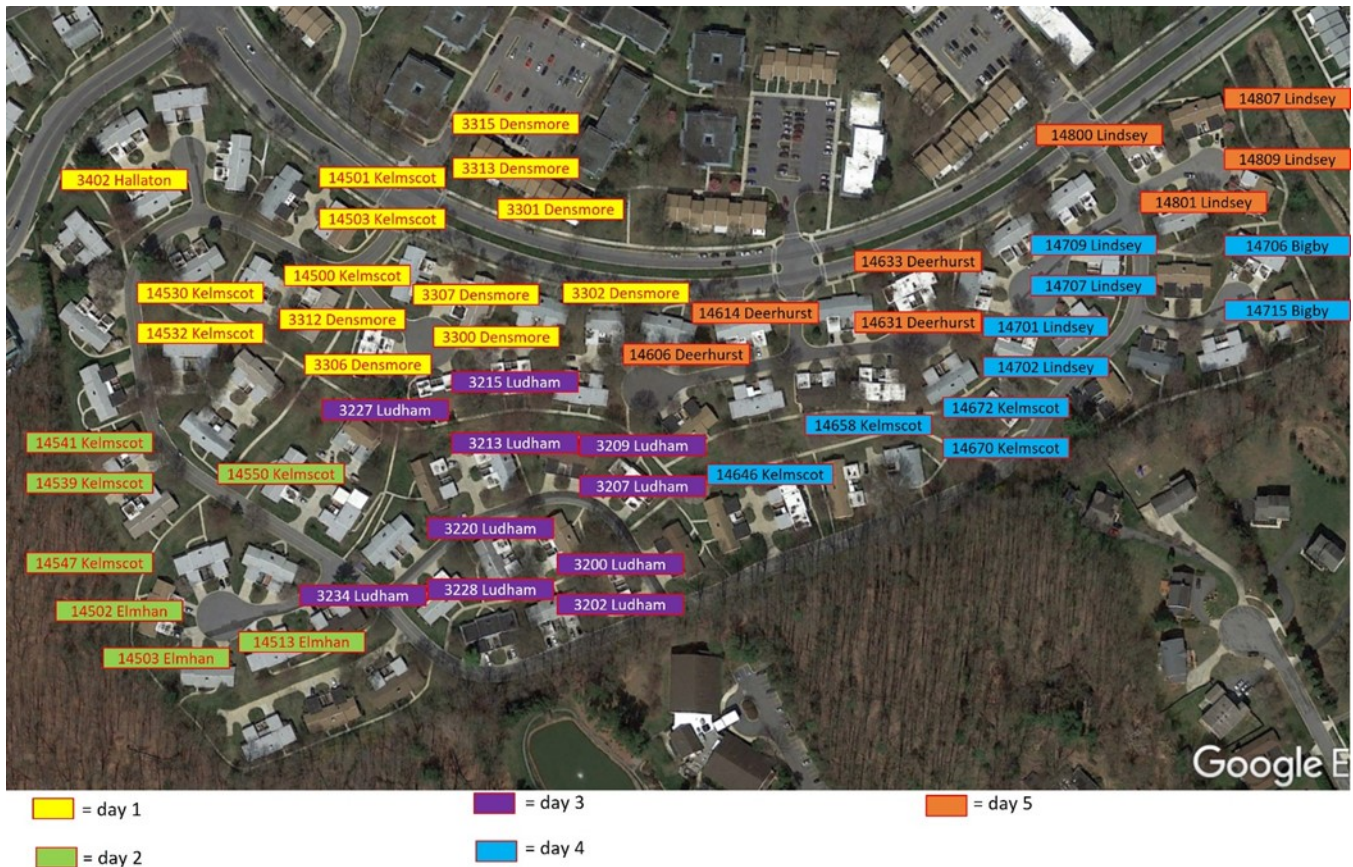 14807 Lindsey
3315 Densmore
14800 Lindsey
14809 Lindsey
3313 Densmore
3402 Hallaton
14501 Kelmscot
14801 Lindsey
3301 Densmore
14503 Kelmscot
14709 Lindsey
14706 Bigby
14633 Deerhurst
14500 Kelmscot
14707 Lindsey
14530 Kelmscot
3307 Densmore
3302 Densmore
14715 Bigby
14614 Deerhurst
3312 Densmore
14631 Deerhurst
14701 Lindsey
14532 Kelmscot
3300 Densmore
14606 Deerhurst
3306 Densmore
14702 Lindsey
3215 Ludham
3227 Ludham
14672 Kelmscot
14658 Kelmscot
14541 Kelmscot
3213 Ludham
3209 Ludham
14670 Kelmscot
14550 Kelmscot
14646 Kelmscot
14539 Kelmscot
3207 Ludham
3220 Ludham
14547 Kelmscot
3200 Ludham
3228 Ludham
3234 Ludham
3202 Ludham
14502 Elmhan
14513 Elmhan
14503 Elmhan
Google E
= day 1
= day 3
= day 5
= day 2
= day 4